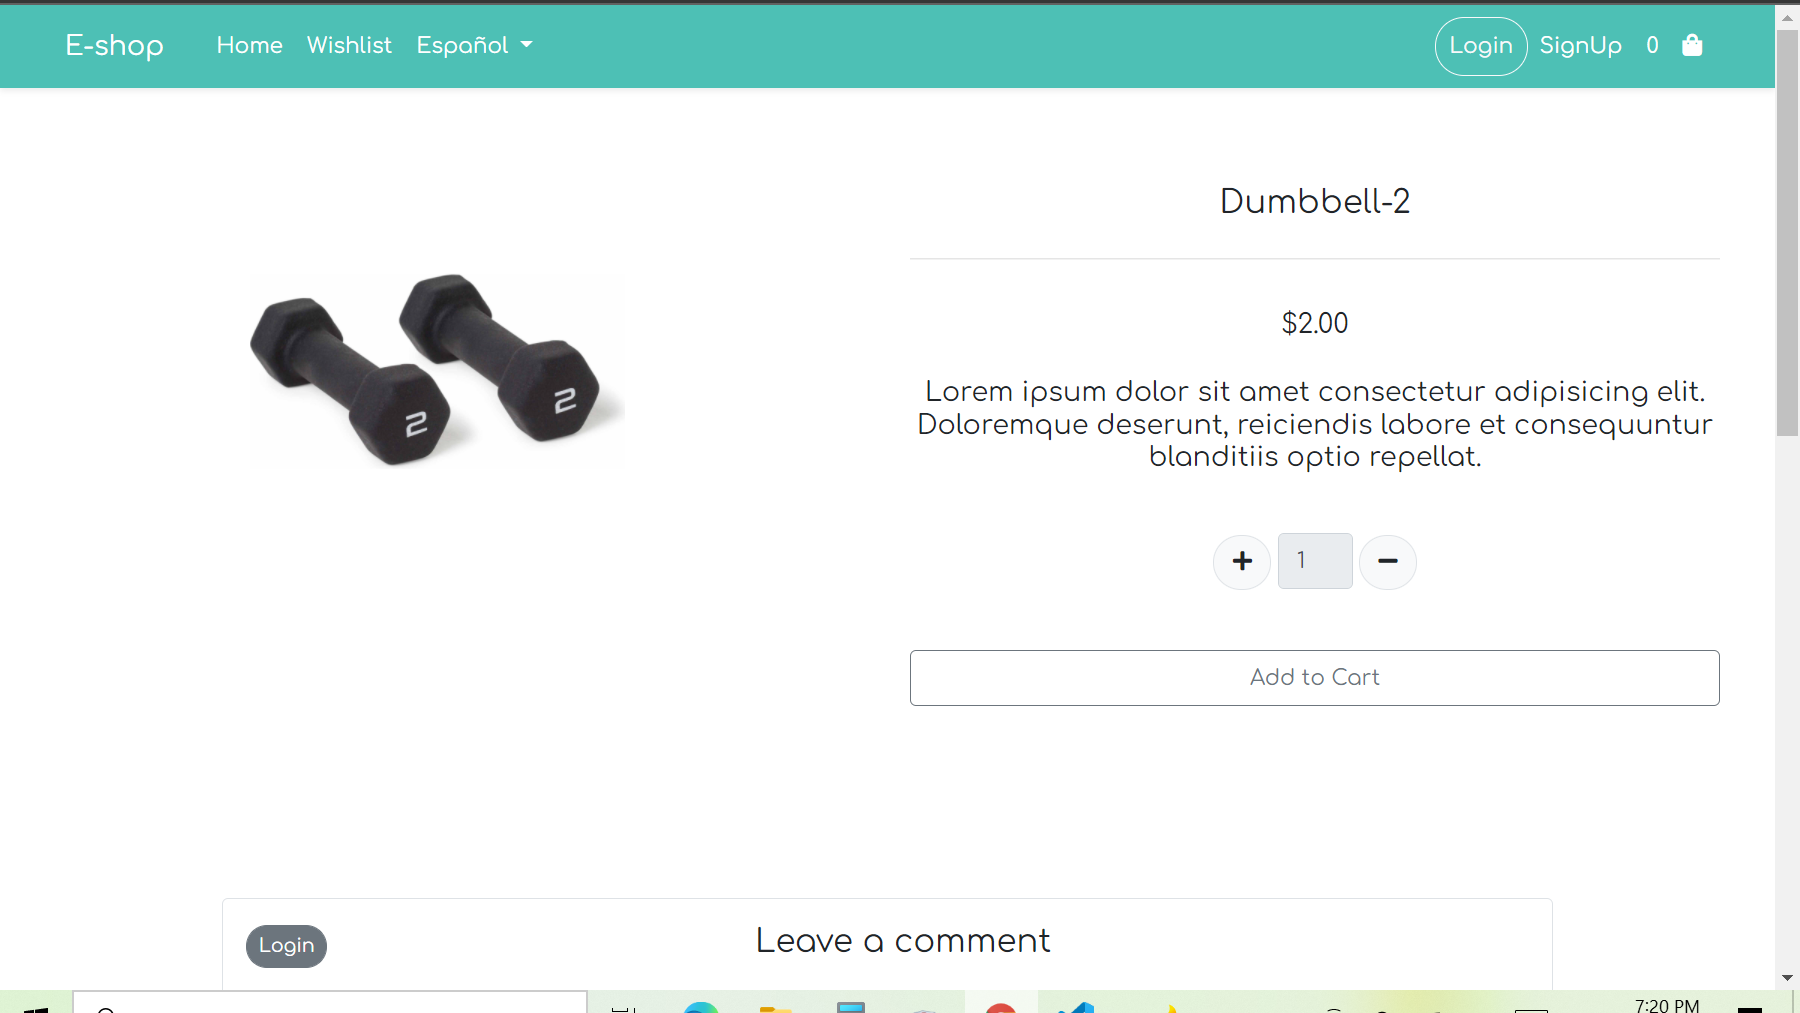 E-shop Home Wishlist Español Login SignUp 0
Dumbbell-2
$2.00
Lorem ipsum dolor sit amet consectetur adipisicing elit.
Doloremque deserunt, reiciendis labore et consequuntur
blanditiis optio repellat.
2 2
1
Add to Cart
Login Leave a comment
7:20 PM